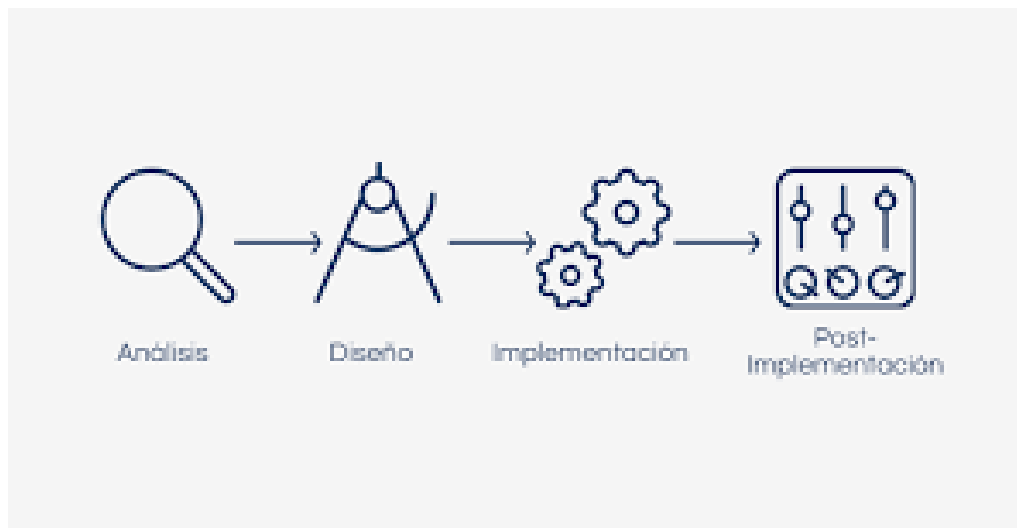 Análisis
Diseño
Implementación
Post-
Implementación